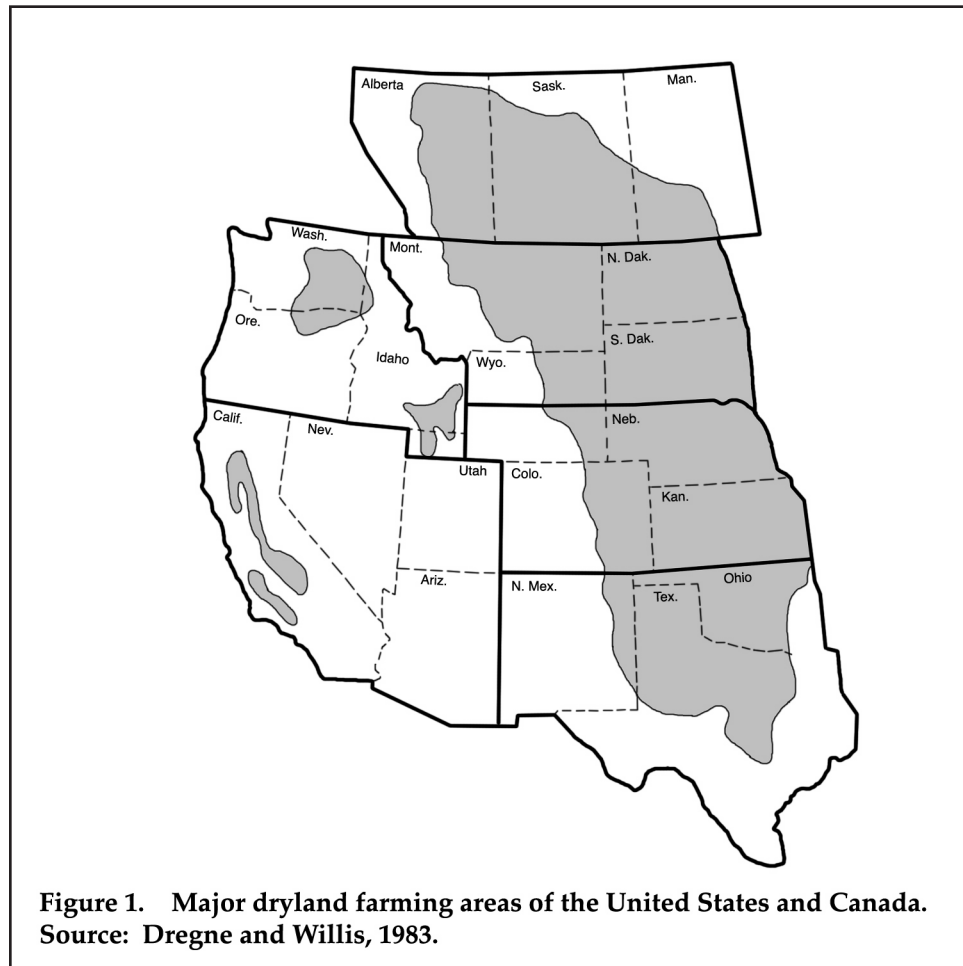 Alberta
Sask.
Man.
Wash.
Mont.
N. Dak.
Ore.
S. Dak.
Idaho
Wyo.
Calif.
Nev.
Neb.
Utah
Colo.
Kan.
Ariz.
N. Mex.
Tex.
Ohio
Figure 1. Major dryland farming areas of the United States and Canada.
Source: Dregne and Willis, 1983.